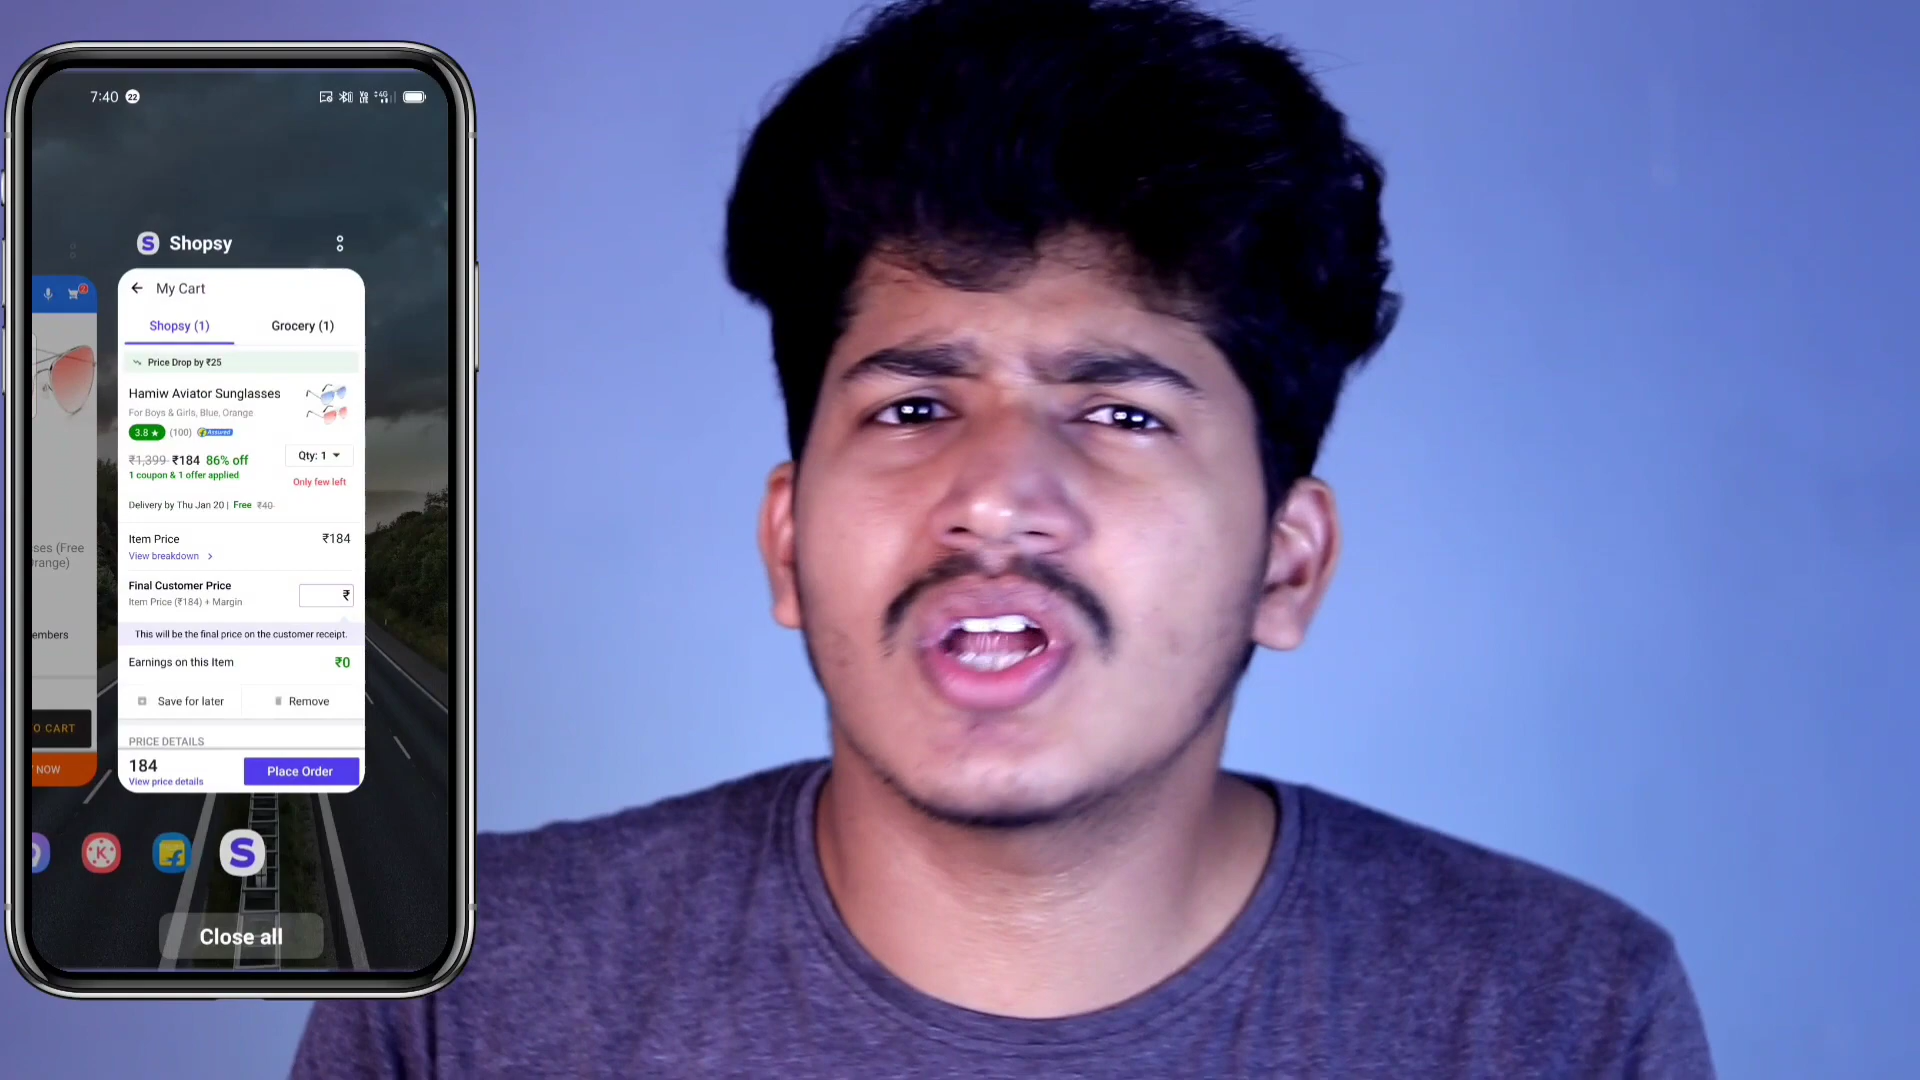 7:40 22
Shopsy
My Cart
Shopsy (1) Grocery (1)
Price Drop by ₹25
Hamiw Aviator Sunglasses
For Boys & Girls, Blue, Orange
3.8 ★ (100) Assured
₹1,399 ₹184 86% off
Qty: 1
1 coupon & 1 offer applied
Only few left
Delivery by Thu Jan 20 | Free ₹40
Item Price ₹184
View breakdown >
Final Customer Price
₹
Item Price (₹184) + Margin
This will be the final price on the customer receipt.
Earnings on this Item ₹0
Save for later Remove
PRICE DETAILS
184
View price details
Place Order
2
ses (Free
range)
embers
O CART
NOW
K
S
Close all